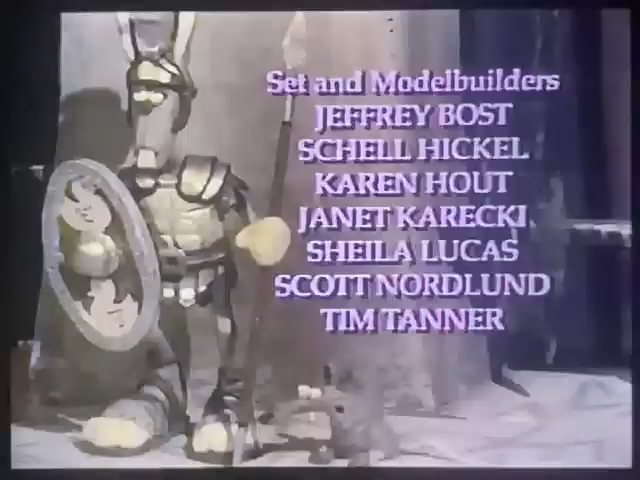 Set and Modelbuilders
JEFFREY BOST
SCHELL HICKEL
KAREN HOUT
JANET KARECKI
SHEILA LUCAS
SCOTT NORDLUND
TIM TANNER